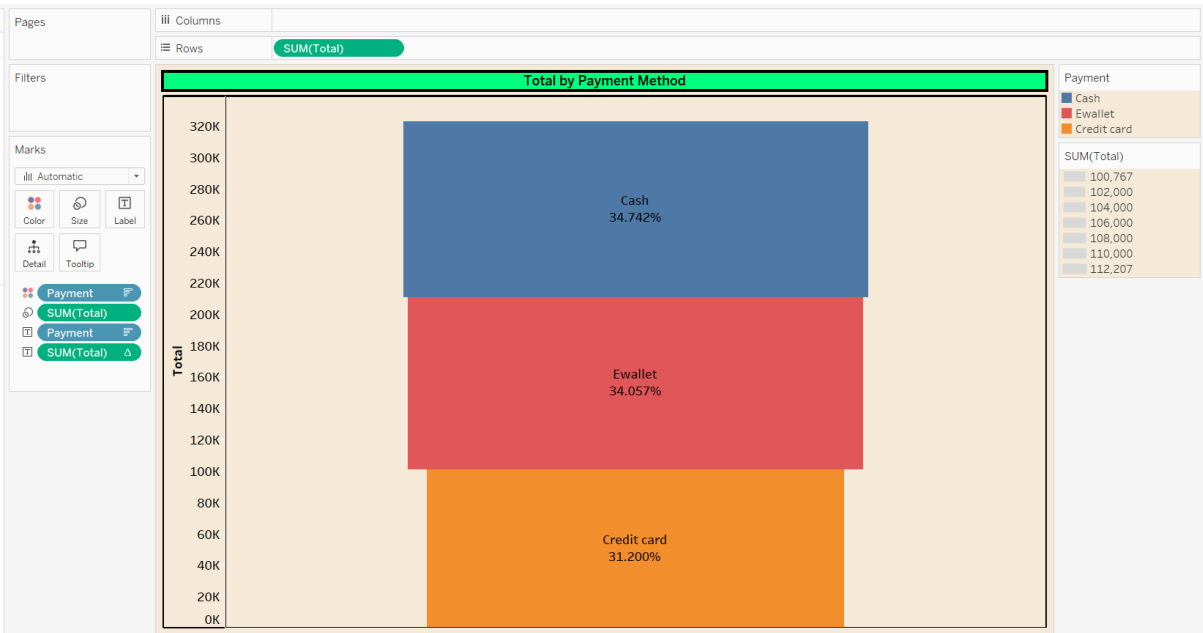 Pages
Columns
Rows
SUM(Total)
Filters
Marks
Automatic
Color
Size
Label
Detail
Tooltip
Payment
SUM(Total)
Payment
SUM(Total)
Total by Payment Method
Total
320K
300K
280K
260K
240K
220K
200K
180K
160K
140K
120K
100K
80K
60K
40K
20K
0K
Cash
34.742%
Ewallet
34.057%
Credit card
31.200%
Payment
Cash
Ewallet
Credit card
SUM(Total)
100,767
102,000
104,000
106,000
108,000
110,000
112,207